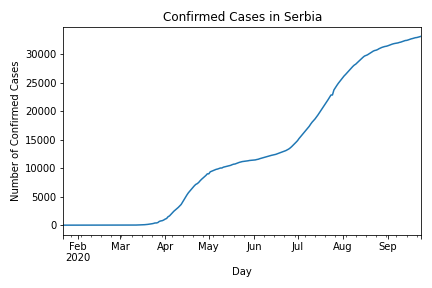 Confirmed Cases in Serbia
Number of Confirmed Cases
30000
25000
20000
15000
10000
5000
0
Feb Mar Apr May Jun Jul Aug Sep
2020
Day